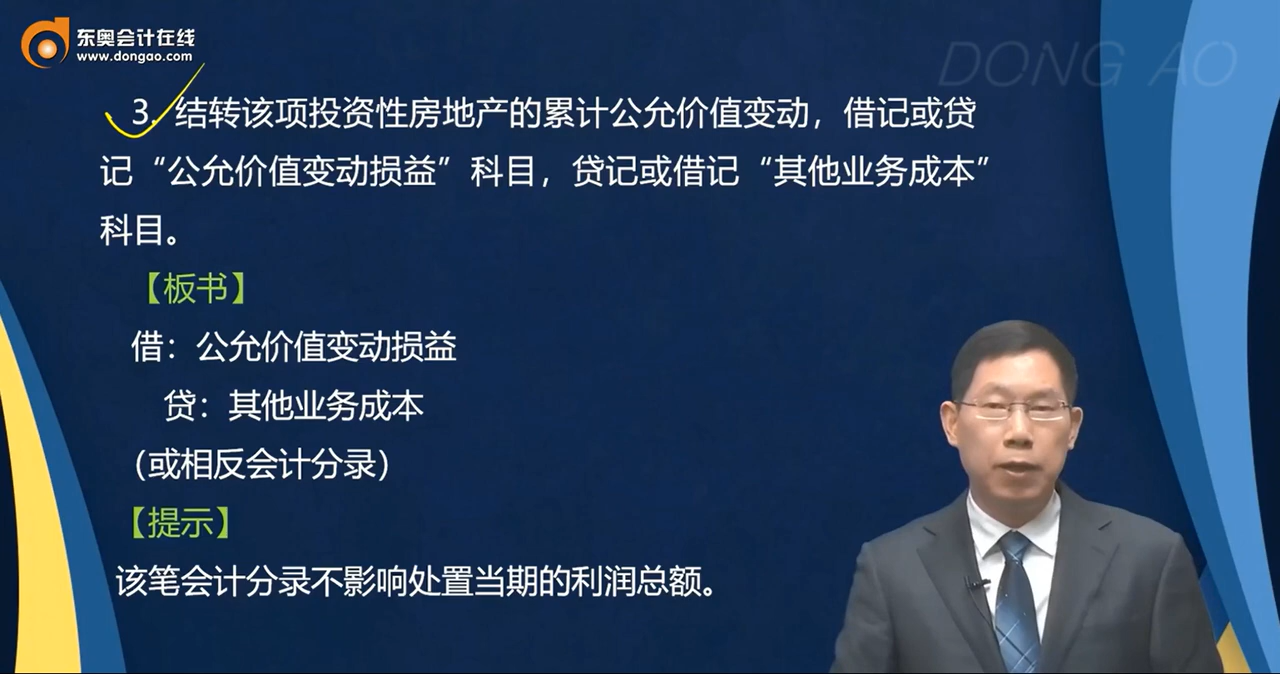 东奥会计在线
www.dongao.com
DONG AO
3. 结转该项投资性房地产的累计公允价值变动，借记或贷
记“公允价值变动损益”科目，贷记或借记“其他业务成本”
科目。
【板书】
借：公允价值变动损益
贷：其他业务成本
（或相反会计分录）
【提示】
该笔会计分录不影响处置当期的利润总额。